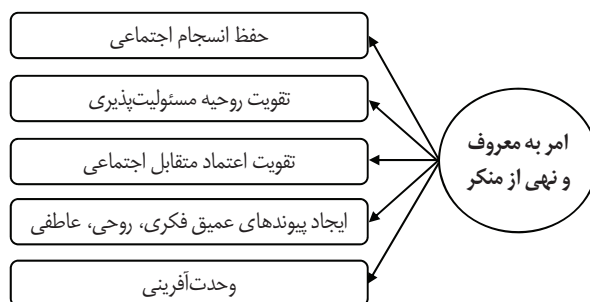 امر به معروف
و نهی از منکر
حفظ انسجام اجتماعی
تقویت روحیه مسئولیت‌پذیری
تقویت اعتماد متقابل اجتماعی
ایجاد پیوندهای عمیق فکری، روحی، عاطفی
وحدت‌آفرینی